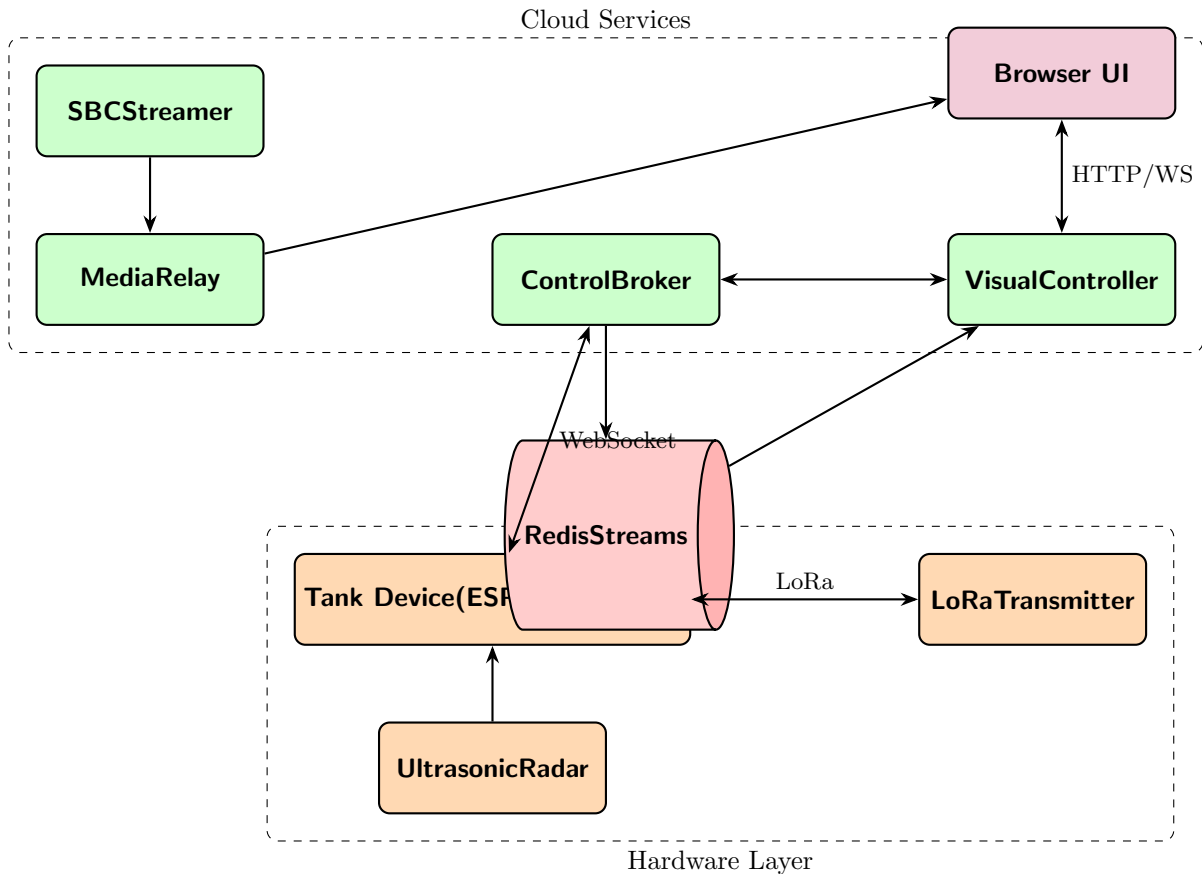 Cloud Services
Browser UI
SBCStreamer
HTTP/WS
MediaRelay
ControlBroker
VisualController
WebSocket
RedisStreams
Tank Device(ESP
LoRa
LoRaTransmitter
UltrasonicRadar
Hardware Layer